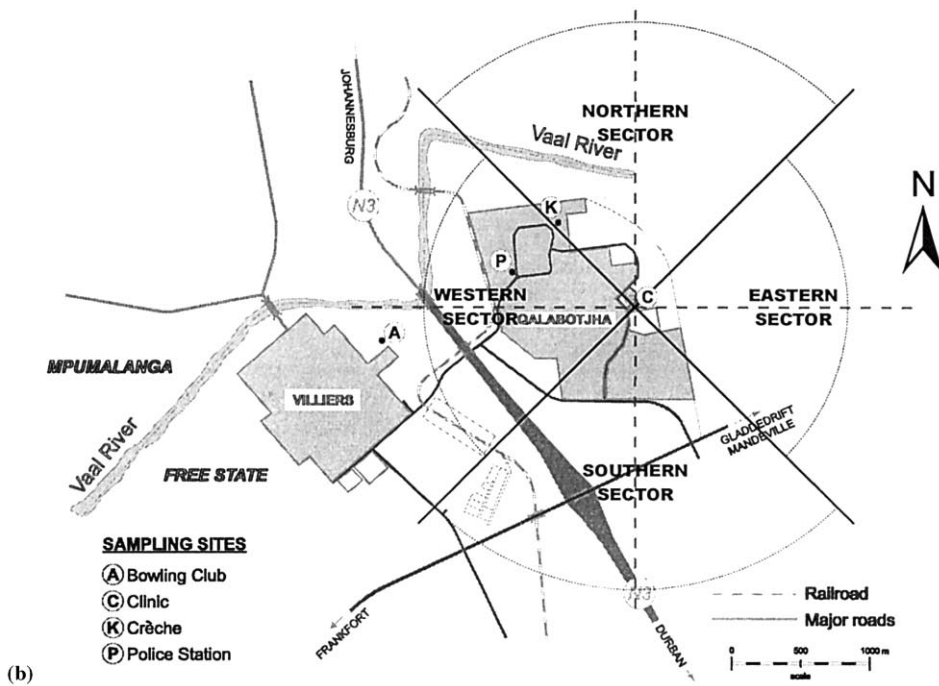 NORTHERN
SECTOR
Vaal River
JOHANNESBURG
N3
N
K
P
C
WESTERN
SECTOR
QALABOTJHA
EASTERN
SECTOR
A
MPUMALANGA
VILLIERS
Vaal River
FREE STATE
GLADDEDRIFT
MANDEVILLE
SOUTHERN
SECTOR
SAMPLING SITES
A Bowling Club
C Clinic
K Crèche
P Police Station
FRANKFORT
N3
DURBAN
Railroad
Major roads
0 500 1000 m
scale
(b)